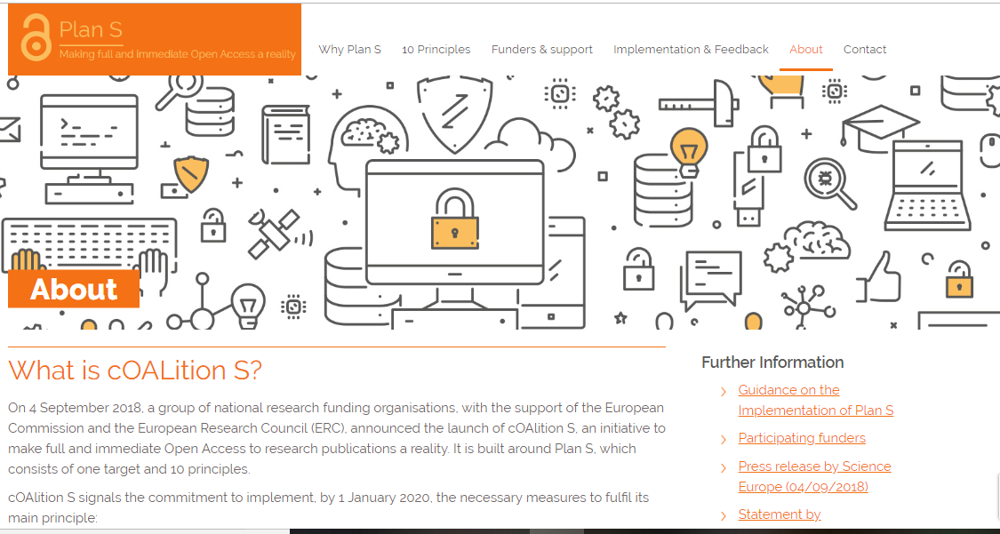 Plan S
Making full and immediate Open Access a reality
Why Plan S
10 Principles
Funders & support
Implementation & Feedback
About
Contact
About
What is cOALition S?
On 4 September 2018, a group of national research funding organisations, with the support of the European
Commission and the European Research Council (ERC), announced the launch of cOAlition S, an initiative to
make full and immediate Open Access to research publications a reality. It is built around Plan S, which
consists of one target and 10 principles.
cOAlition S signals the commitment to implement, by 1 January 2020, the necessary measures to fulfil its
main principle:
Further Information
Guidance on the
Implementation of Plan S
Participating funders
Press release by Science
Europe (04/09/2018)
Statement by